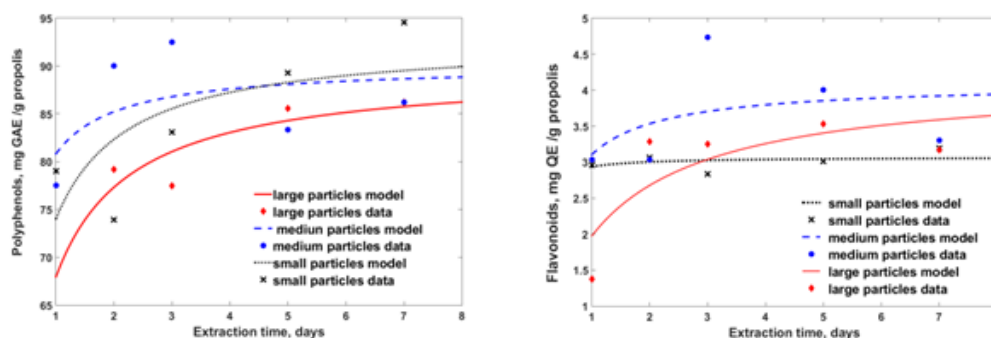 95
90
85
80
75
70
65
Polyphenols, mg GAE /g propolis
large particles model
large particles data
mediun particles model
medium particles data
small particles model
small particles data
1 2 3 4 5 6 7 8
Extraction time, days
5
4.5
4
3.5
3
2.5
2
1.5
1
Flavonoids, mg QE /g propolis
small particles model
small particles data
medium particles model
medium particles data
large particles model
large particles data
1 2 3 4 5 6 7
Extraction time, days